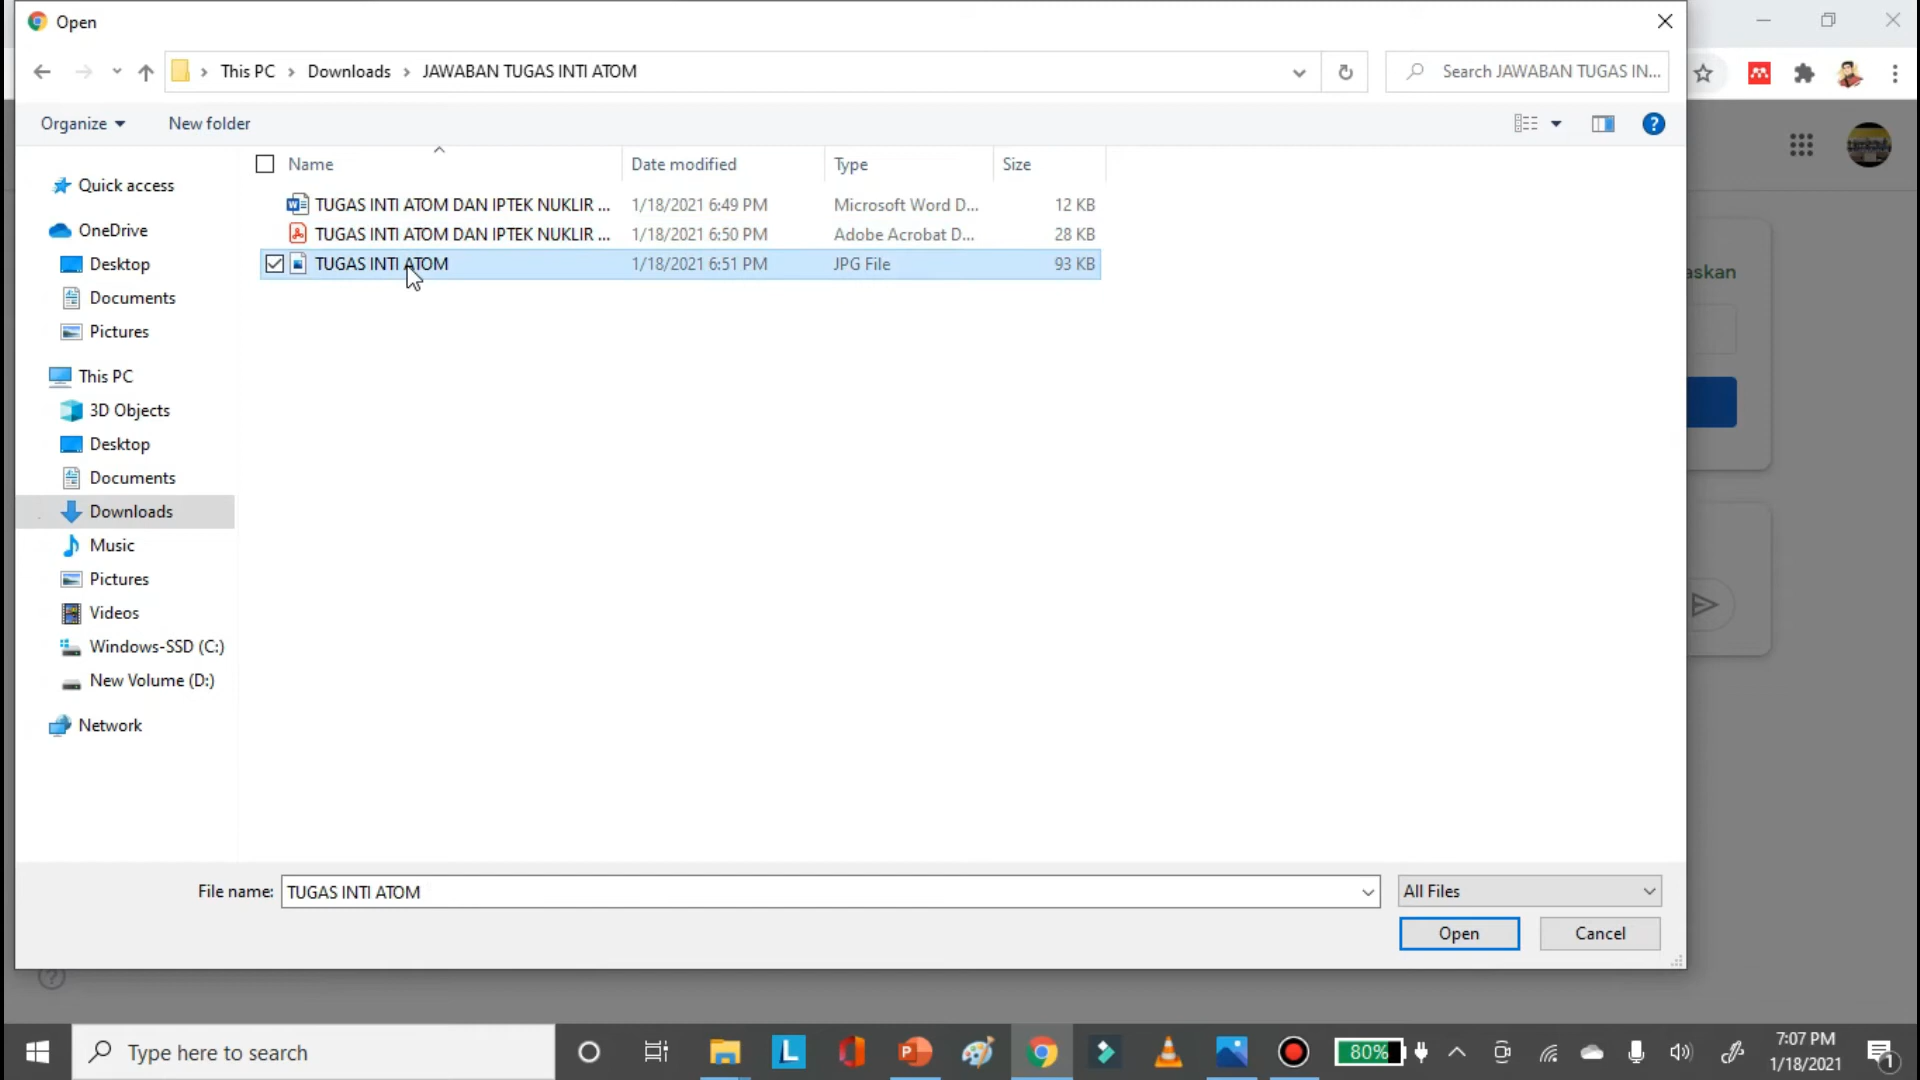 Open
This PC > Downloads > JAWABAN TUGAS INTI ATOM
Search JAWABAN TUGAS IN...
Organize
New folder
Name
Date modified
Type
Size
TUGAS INTI ATOM DAN IPTEK NUKLIR ... 1/18/2021 6:49 PM Microsoft Word D... 12 KB
TUGAS INTI ATOM DAN IPTEK NUKLIR ... 1/18/2021 6:50 PM Adobe Acrobat D... 28 KB
TUGAS INTI ATOM 1/18/2021 6:51 PM JPG File 93 KB
Quick access
OneDrive
Desktop
Documents
Pictures
This PC
3D Objects
Desktop
Documents
Downloads
Music
Pictures
Videos
Windows-SSD (C:)
New Volume (D:)
Network
askan
File name: TUGAS INTI ATOM
All Files
Open
Cancel
Type here to search
80%
7:07 PM
1/18/2021
1